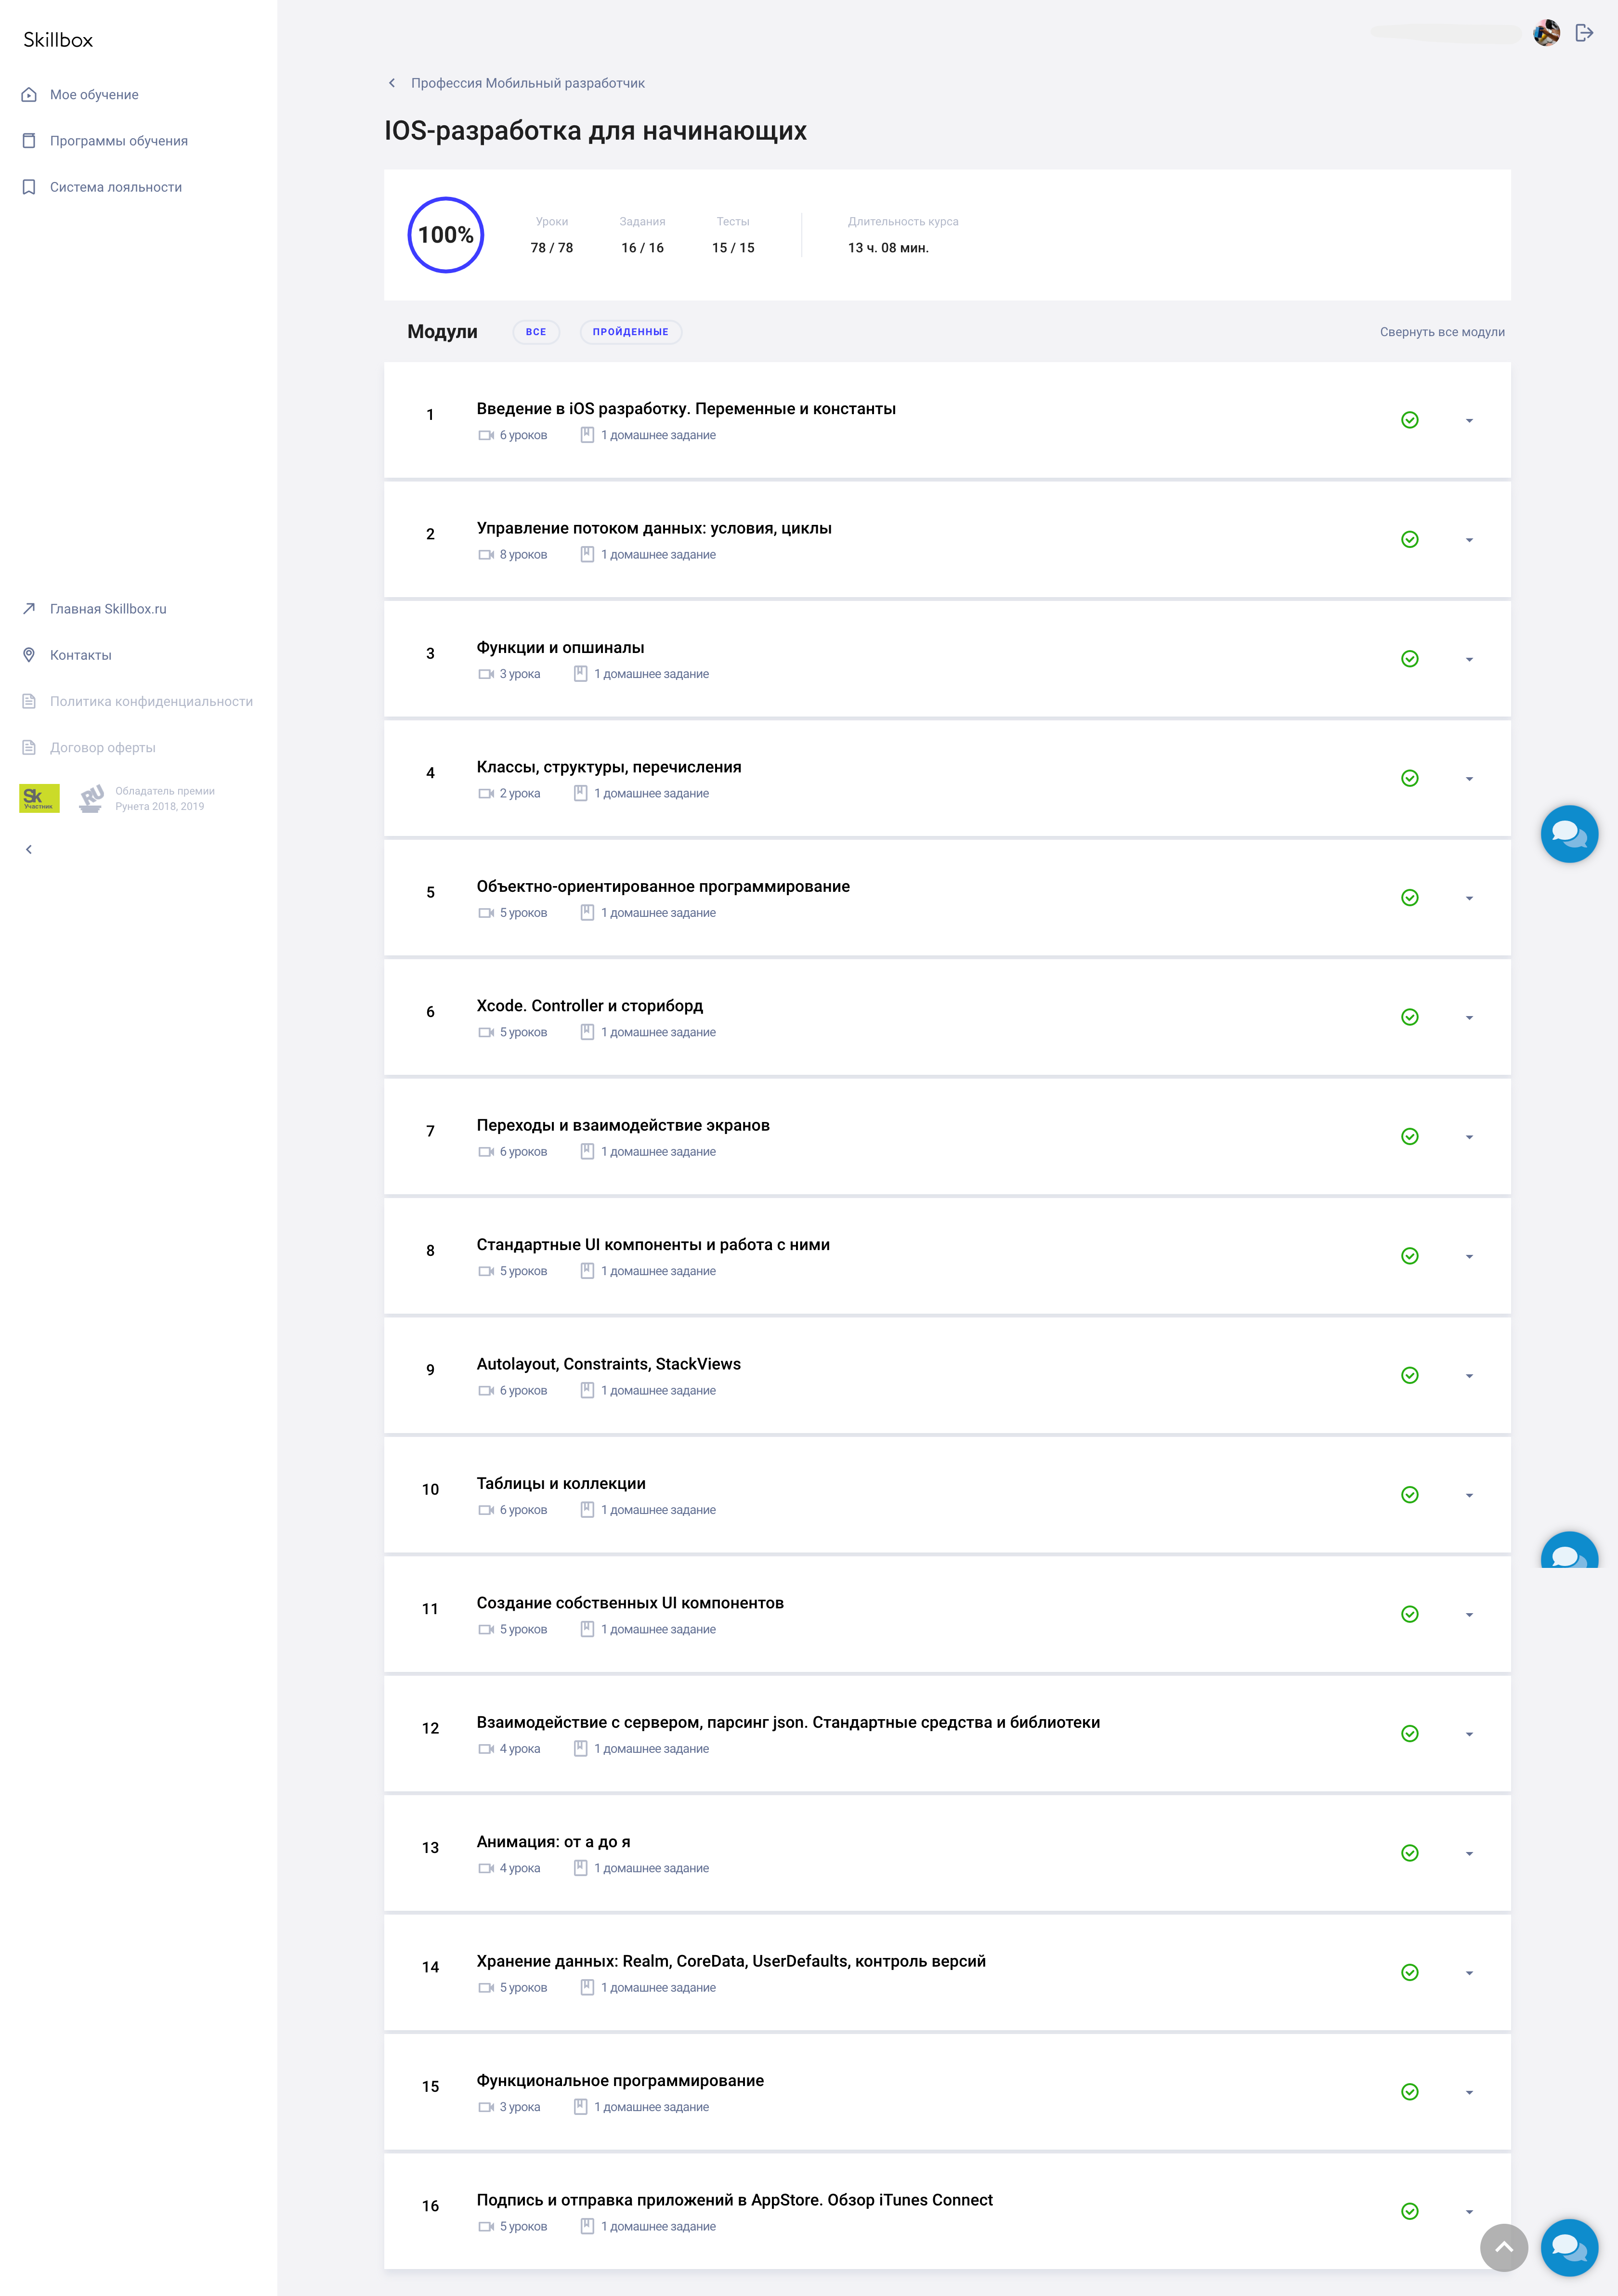 Skillbox
Мое обучение
Программы обучения
Система лояльности
Главная Skillbox.ru
Контакты
Политика конфиденциальности
Договор оферты
Sk
Участник
RU
Обладатель премии
Рунета 2018, 2019
Профессия Мобильный разработчик
IOS-разработка для начинающих
100%
Уроки Задания Тесты Длительность курса
78 / 78 16 / 16 15 / 15 13 ч. 08 мин.
Модули ВСЕ ПРОЙДЕННЫЕ Свернуть все модули
1 Введение в iOS разработку. Переменные и константы
6 уроков 1 домашнее задание
2 Управление потоком данных: условия, циклы
8 уроков 1 домашнее задание
3 Функции и опшиналы
3 урока 1 домашнее задание
4 Классы, структуры, перечисления
2 урока 1 домашнее задание
5 Объектно-ориентированное программирование
5 уроков 1 домашнее задание
6 Xcode. Controller и сториборд
5 уроков 1 домашнее задание
7 Переходы и взаимодействие экранов
6 уроков 1 домашнее задание
8 Стандартные UI компоненты и работа с ними
5 уроков 1 домашнее задание
9 Autolayout, Constraints, StackViews
6 уроков 1 домашнее задание
10 Таблицы и коллекции
6 уроков 1 домашнее задание
11 Создание собственных UI компонентов
5 уроков 1 домашнее задание
12 Взаимодействие с сервером, парсинг json. Стандартные средства и библиотеки
4 урока 1 домашнее задание
13 Анимация: от а до я
4 урока 1 домашнее задание
14 Хранение данных: Realm, CoreData, UserDefaults, контроль версий
5 уроков 1 домашнее задание
15 Функциональное программирование
3 урока 1 домашнее задание
16 Подпись и отправка приложений в AppStore. Обзор iTunes Connect
5 уроков 1 домашнее задание